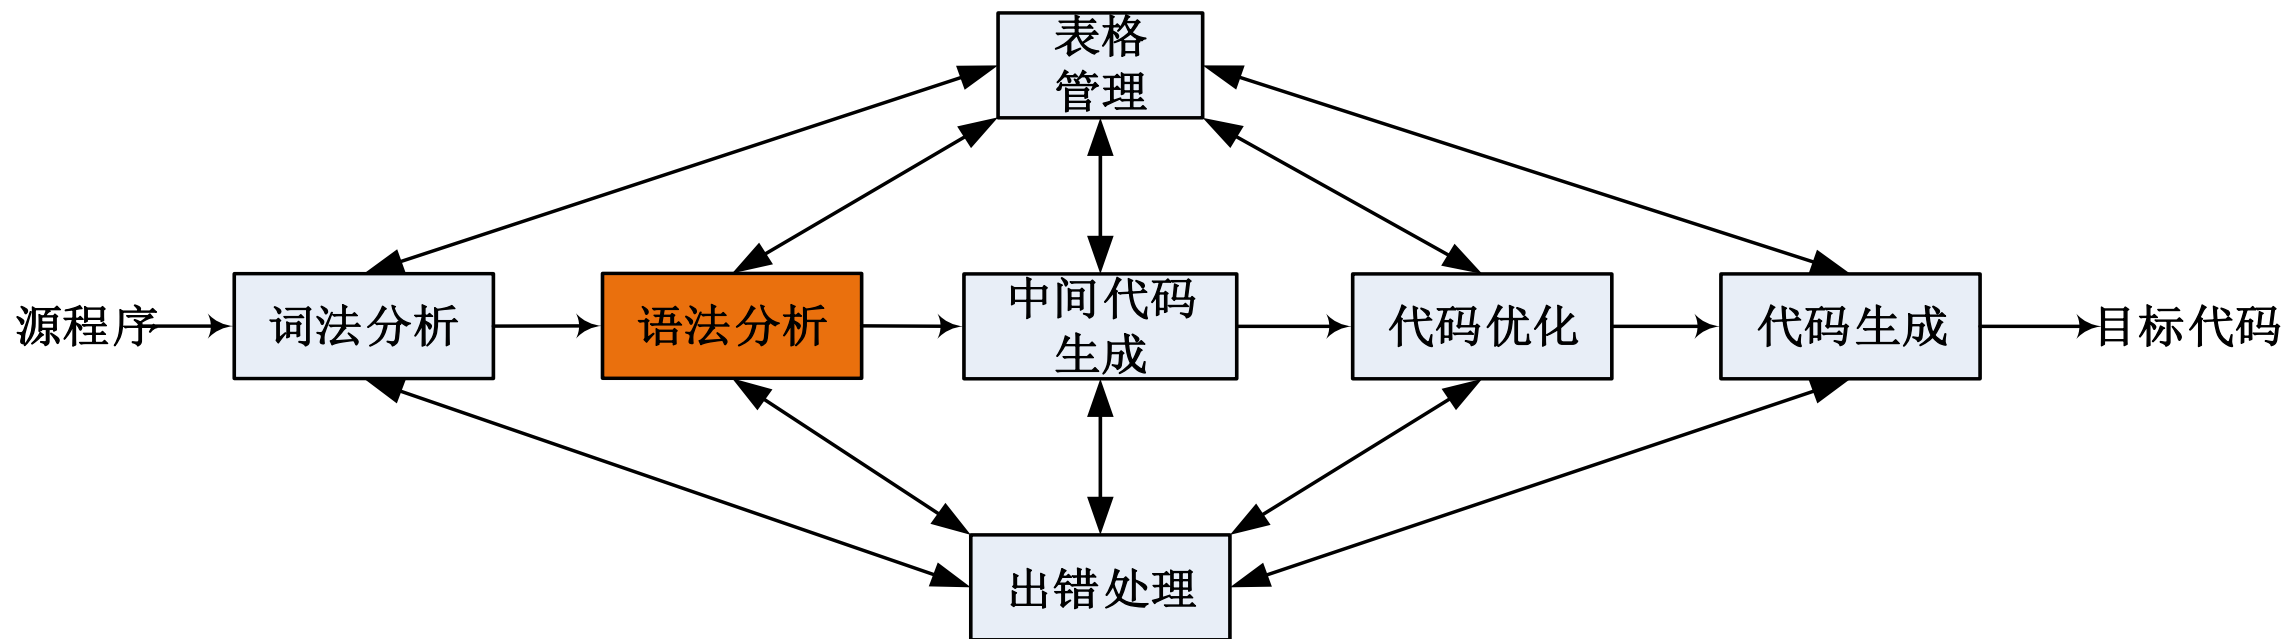 表格
管理
源程序
词法分析
语法分析
中间代码
生成
代码优化
代码生成
目标代码
出错处理